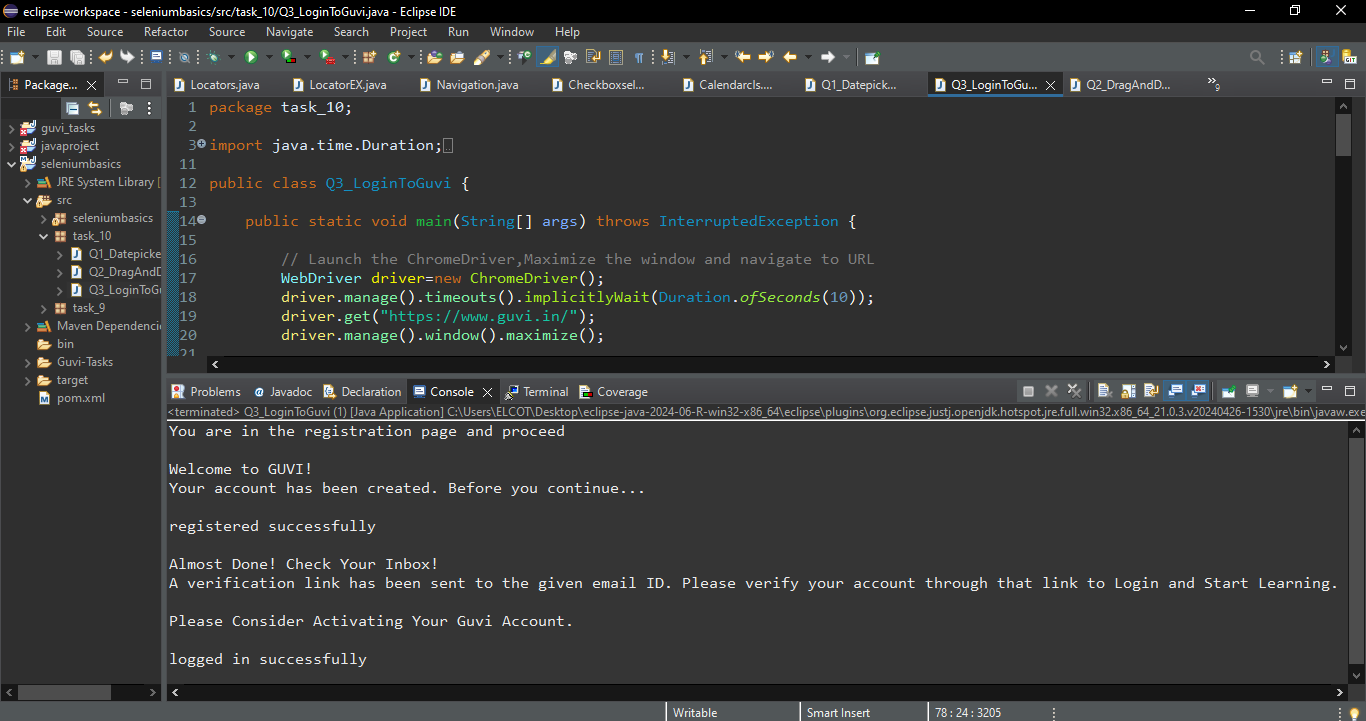 eclipse-workspace - seleniumbasics/src/task_10/Q3_LoginToGuvi.java - Eclipse IDE
File Edit Source Refactor Source Navigate Search Project Run Window Help
Package...
Locators.java LocatorEX.java Navigation.java Checkboxsel... Calendarcls.... Q1_Datepick... Q3_LoginToGu... Q2_DragAndD... »9
guvi_tasks
javaproject
seleniumbasics
JRE System Library [
src
seleniumbasics
task_10
Q1_Datepicke
Q2_DragAndD
Q3_LoginToGu
task_9
Maven Dependencie
bin
Guvi-Tasks
target
pom.xml
1 package task_10;
2
3 import java.time.Duration;
11
12 public class Q3_LoginToGuvi {
13
14 public static void main(String[] args) throws InterruptedException {
15
16 // Launch the ChromeDriver,Maximize the window and navigate to URL
17 WebDriver driver=new ChromeDriver();
18 driver.manage().timeouts().implicitlyWait(Duration.ofSeconds(10));
19 driver.get("https://www.guvi.in/");
20 driver.manage().window().maximize();
21
Problems Javadoc Declaration Console Terminal Coverage
<terminated> Q3_LoginToGuvi (1) [Java Application] C:\Users\ELCOT\Desktop\eclipse-java-2024-06-R-win32-x86_64\eclipse\plugins\org.eclipse.justj.openjdk.hotspot.jre.full.win32.x86_64_21.0.3.v20240426-1530\jre\bin\javaw.exe
You are in the registration page and proceed
Welcome to GUVI!
Your account has been created. Before you continue...
registered successfully
Almost Done! Check Your Inbox!
A verification link has been sent to the given email ID. Please verify your account through that link to Login and Start Learning.
Please Consider Activating Your Guvi Account.
logged in successfully
Writable Smart Insert 78 : 24 : 3205